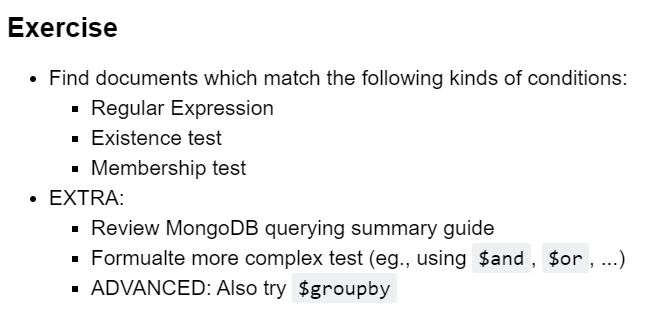 Exercise
• Find documents which match the following kinds of conditions:
▪ Regular Expression
▪ Existence test
▪ Membership test
• EXTRA:
▪ Review MongoDB querying summary guide
▪ Formualte more complex test (eg., using $and , $or , ...)
▪ ADVANCED: Also try $groupby